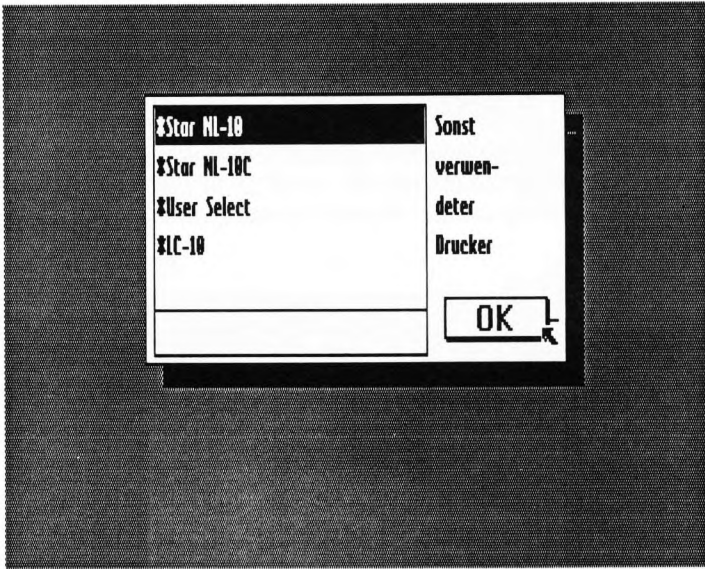 *Star NL-10
*Star NL-10C
*User Select
*LC-10
Sonst
verwen-
deter
Drucker
OK